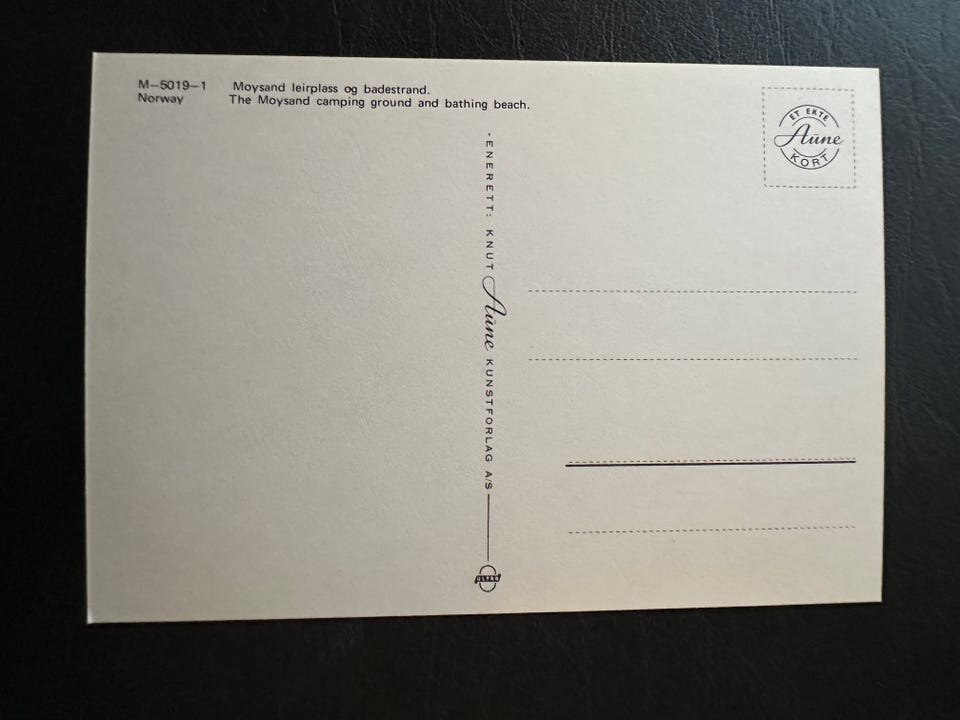 M-5019-1 Moysand leirplass og badestrand.
Norway The Moysand camping ground and bathing beach.
ET EKTE
Aune
KORT
- ENERETT: KNUT Aune KUNSTFORLAG A/S
ULTRA